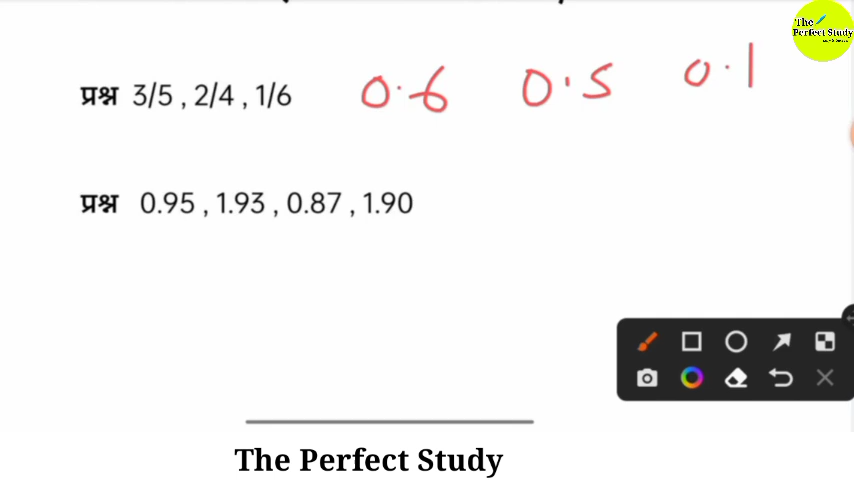 The
Perfect Study
प्रश्न 3/5 , 2/4 , 1/6 0.6 0.5 0.1
प्रश्न 0.95 , 1.93 , 0.87 , 1.90
The Perfect Study